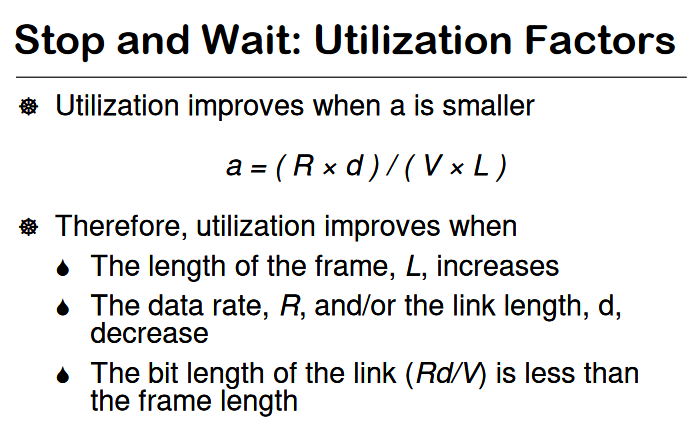 Stop and Wait: Utilization Factors
Utilization improves when a is smaller
a = ( R × d ) / ( V × L )
Therefore, utilization improves when
The length of the frame, L, increases
The data rate, R, and/or the link length, d,
decrease
The bit length of the link (Rd/V) is less than
the frame length